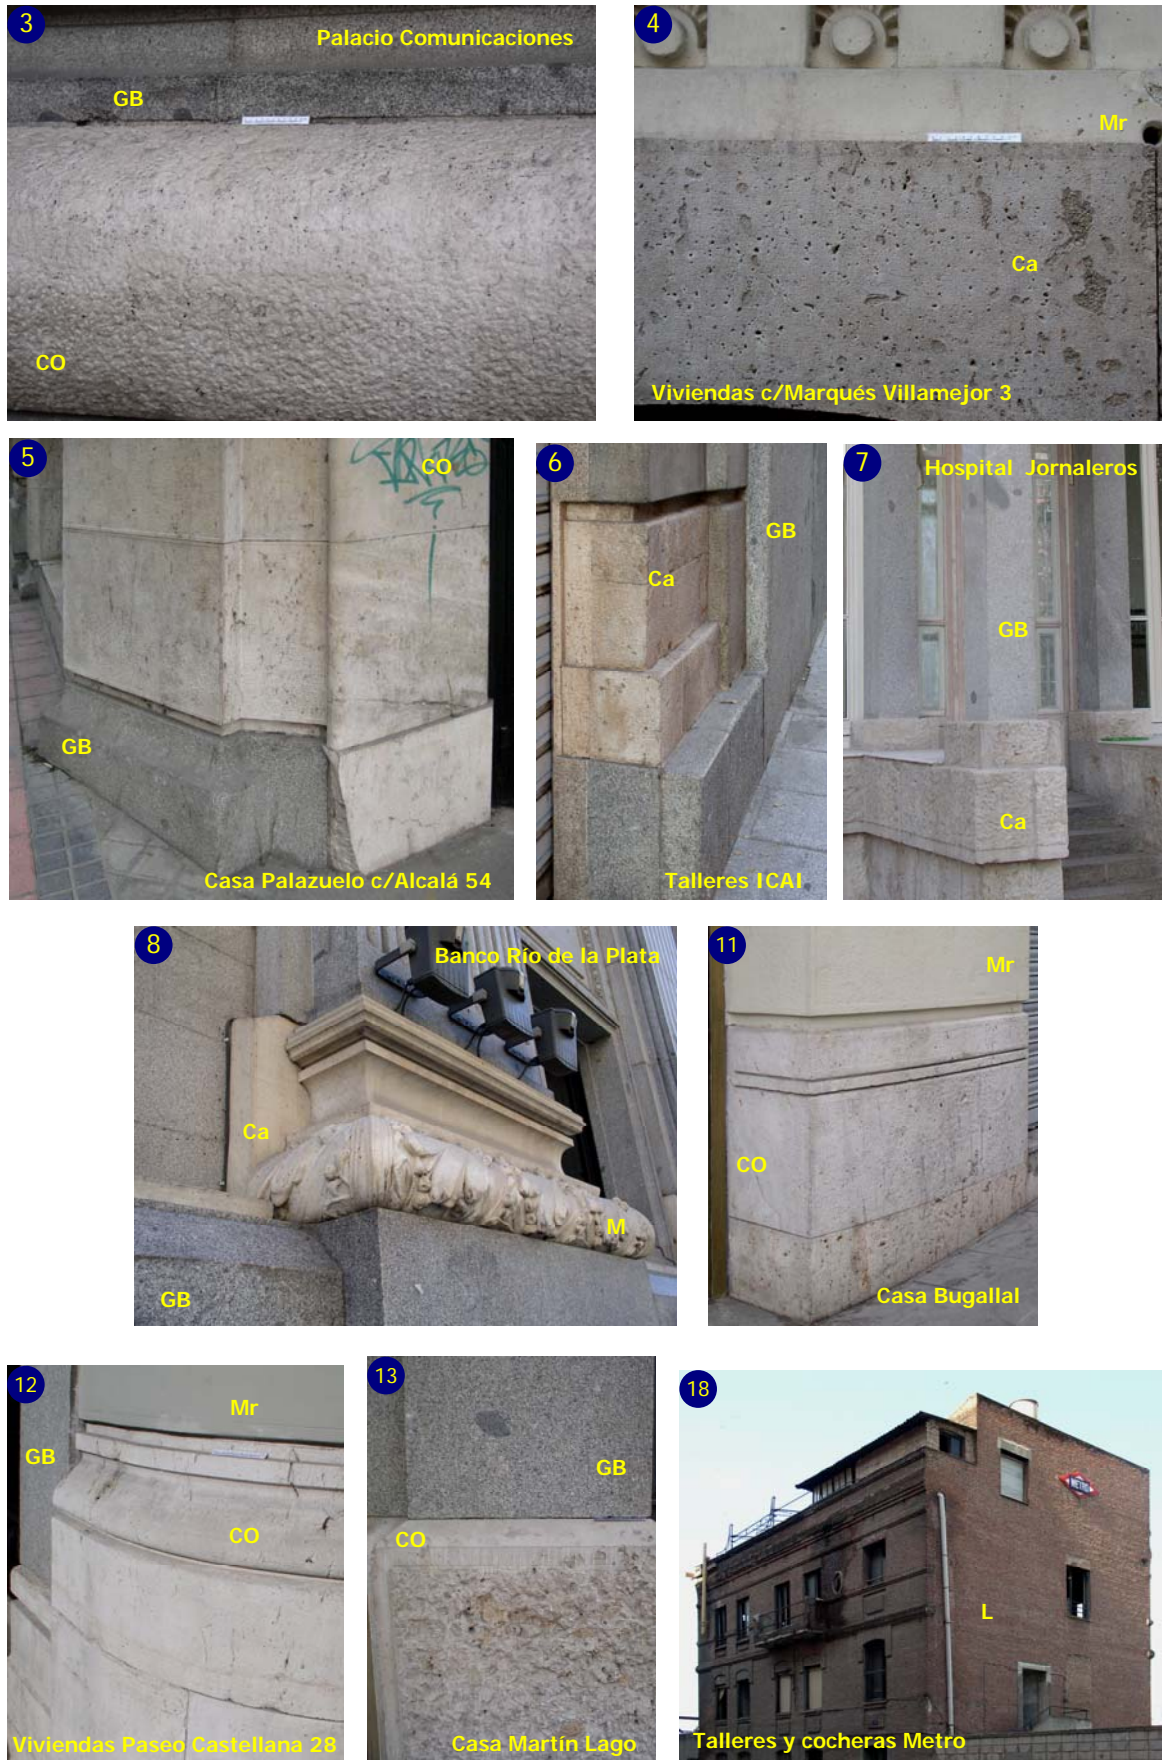 3
Palacio Comunicaciones
GB
CO
4
Mr
Ca
Viviendas c/Marqués Villamejor 3
5
CO
GB
Casa Palazuelo c/Alcalá 54
6
GB
Ca
Talleres ICAI
7
Hospital Jornaleros
GB
Ca
8
Banco Río de la Plata
Ca
M
GB
11
Mr
CO
Casa Bugallal
12
Mr
GB
CO
Viviendas Paseo Castellana 28
13
GB
CO
Casa Martín Lago
18
METRO
L
Talleres y cocheras Metro